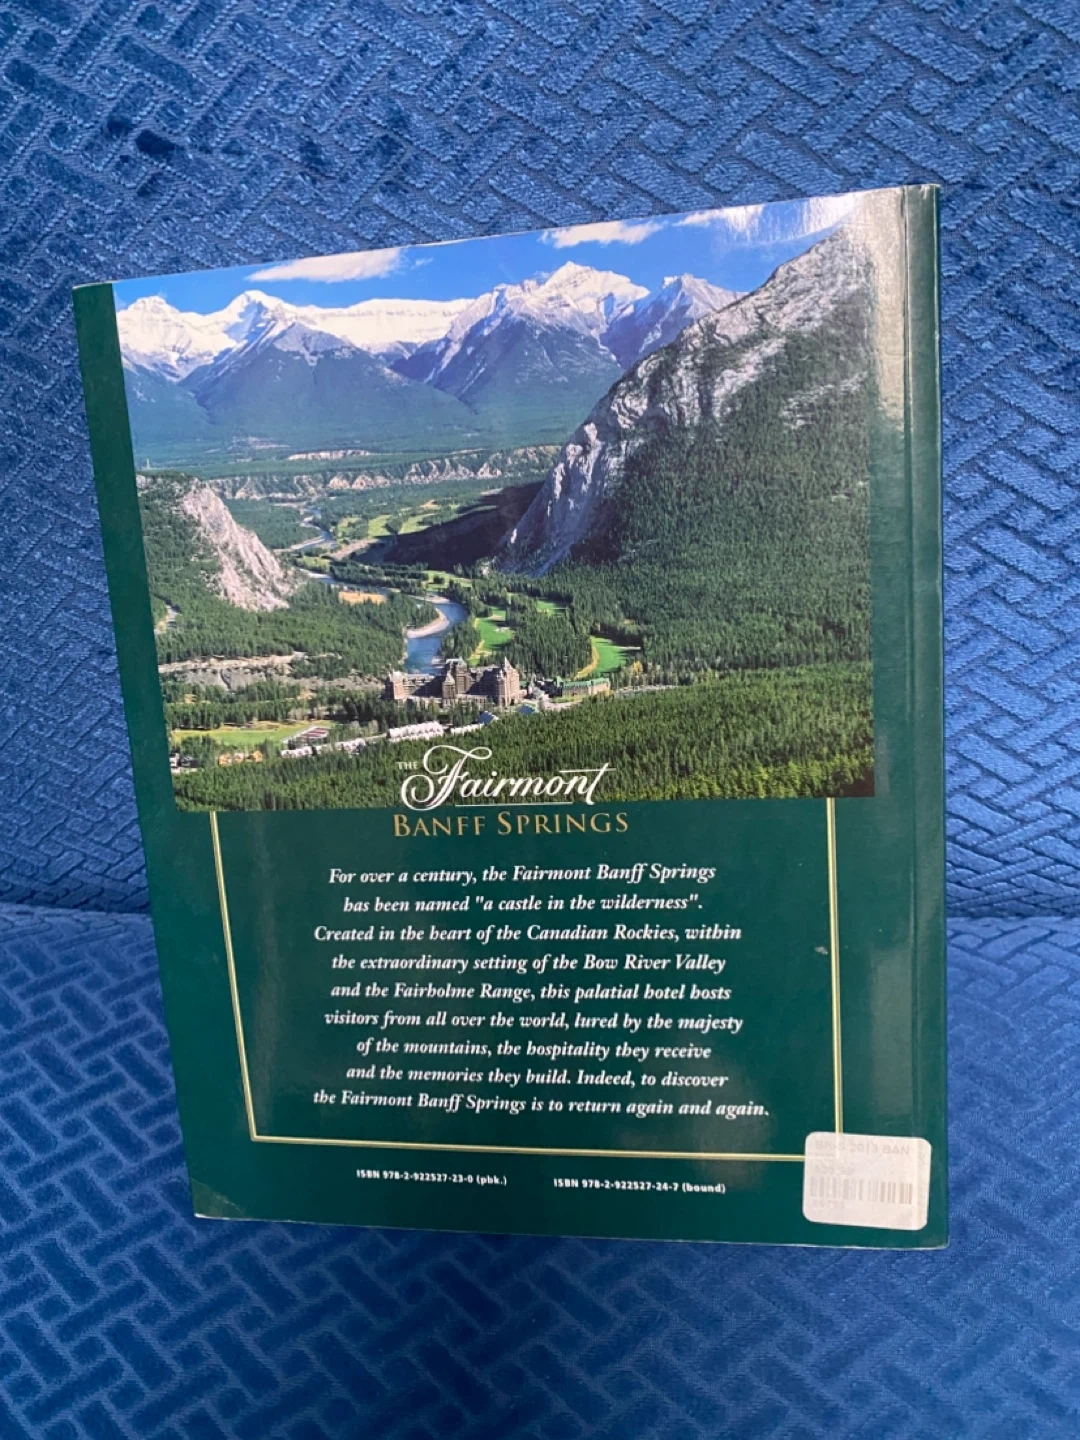 THE Fairmont
BANFF SPRINGS
For over a century, the Fairmont Banff Springs
has been named "a castle in the wilderness".
Created in the heart of the Canadian Rockies, within
the extraordinary setting of the Bow River Valley
and the Fairholme Range, this palatial hotel hosts
visitors from all over the world, lured by the majesty
of the mountains, the hospitality they receive
and the memories they build. Indeed, to discover
the Fairmont Banff Springs is to return again and again.
ISBN 978-2-922527-23-0 (pbk.) ISBN 978-2-922527-24-7 (bound)
BAN